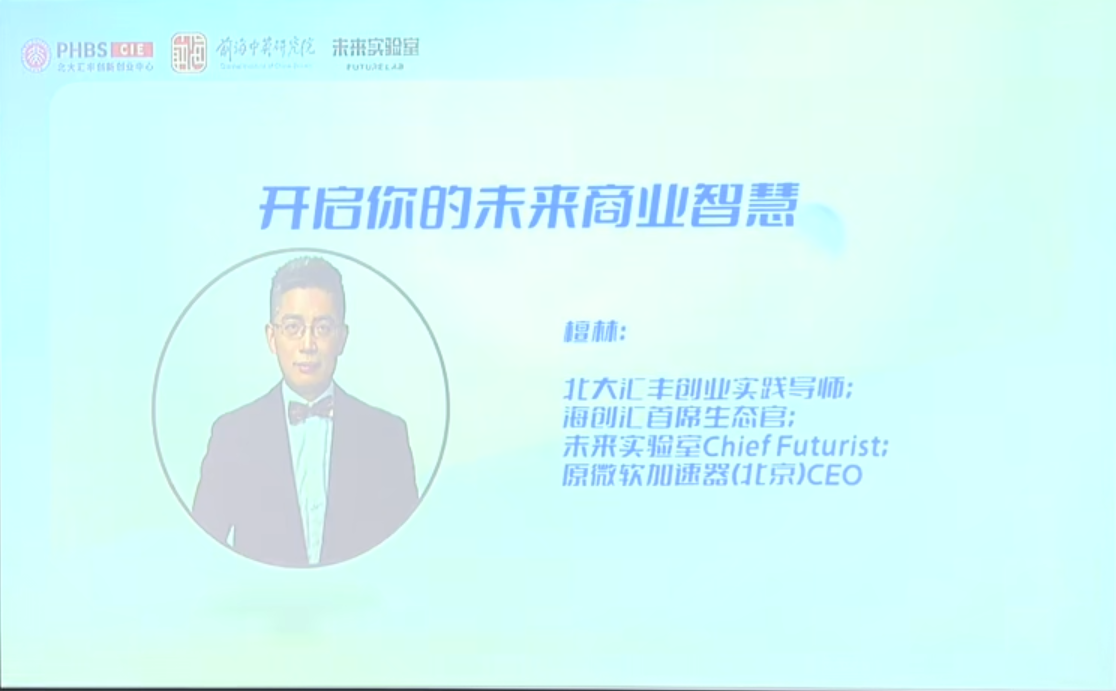 PHBS CIE
北大汇丰创新创业中心
前海中英研究院
未来实验室
FUTURE LAB
开启你的未来商业智慧
檀林:
北大汇丰创业实践导师;
海创汇首席生态官;
未来实验室Chief Futurist;
原微软加速器(北京)CEO